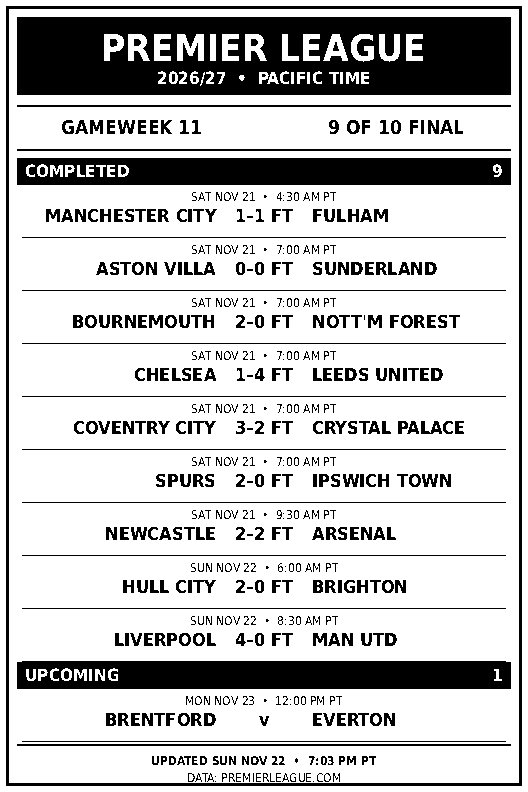 PREMIER LEAGUE
2026/27 • PACIFIC TIME
GAMEWEEK 11 9 OF 10 FINAL
COMPLETED 9
SAT NOV 21 • 4:30 AM PT
MANCHESTER CITY 1–1 FT FULHAM
SAT NOV 21 • 7:00 AM PT
ASTON VILLA 0–0 FT SUNDERLAND
SAT NOV 21 • 7:00 AM PT
BOURNEMOUTH 2–0 FT NOTT'M FOREST
SAT NOV 21 • 7:00 AM PT
CHELSEA 1–4 FT LEEDS UNITED
SAT NOV 21 • 7:00 AM PT
COVENTRY CITY 3–2 FT CRYSTAL PALACE
SAT NOV 21 • 7:00 AM PT
SPURS 2–0 FT IPSWICH TOWN
SAT NOV 21 • 9:30 AM PT
NEWCASTLE 2–2 FT ARSENAL
SUN NOV 22 • 6:00 AM PT
HULL CITY 2–0 FT BRIGHTON
SUN NOV 22 • 8:30 AM PT
LIVERPOOL 4–0 FT MAN UTD
UPCOMING 1
MON NOV 23 • 12:00 PM PT
BRENTFORD v EVERTON
UPDATED SUN NOV 22 • 7:03 PM PT
DATA: PREMIERLEAGUE.COM